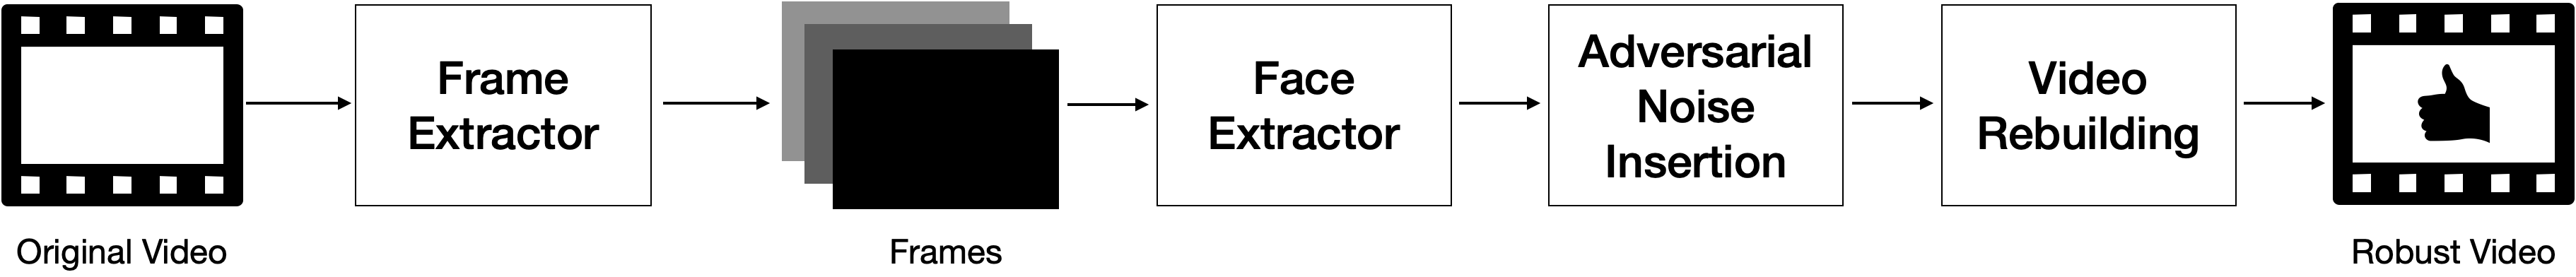 Frame
Extractor
Face
Extractor
Adversarial
Noise
Insertion
Video
Rebuilding
Original Video
Frames
Robust Video